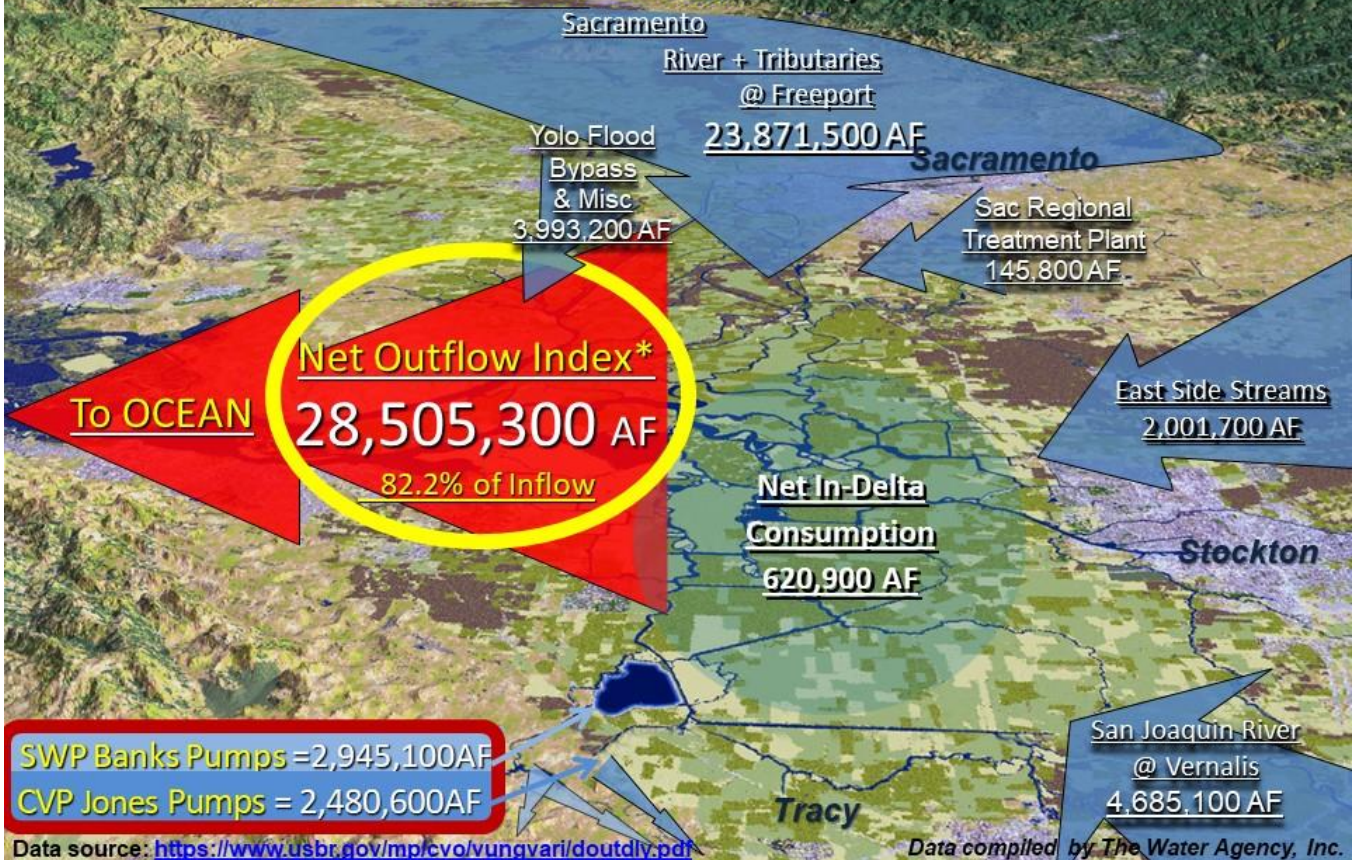 Sacramento
River + Tributaries
@ Freeport
23,871,500 AF
Sacramento
Yolo Flood
Bypass
& Misc
3,993,200 AF
Sac Regional
Treatment Plant
145,800 AF
Net Outflow Index*
28,505,300 AF
82.2% of Inflow
To OCEAN
East Side Streams
2,001,700 AF
Net In-Delta
Consumption
620,900 AF
Stockton
SWP Banks Pumps =2,945,100AF
CVP Jones Pumps = 2,480,600AF
Tracy
San Joaquin River
@ Vernalis
4,685,100 AF
Data source: https://www.usbr.gov/mp/cvo/vungvari/doutdly.pdf
Data compiled by The Water Agency, Inc.